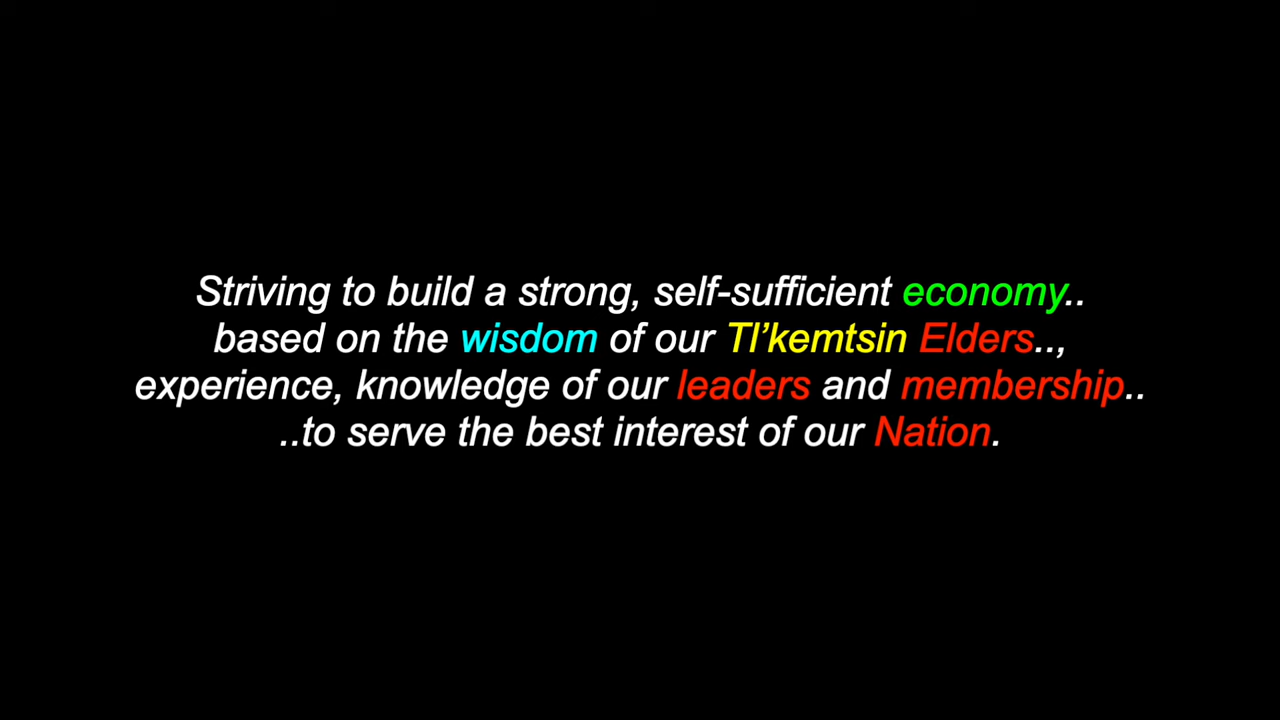 Striving to build a strong, self-sufficient economy..
based on the wisdom of our Tl’kemtsin Elders..,
experience, knowledge of our leaders and membership..
..to serve the best interest of our Nation.